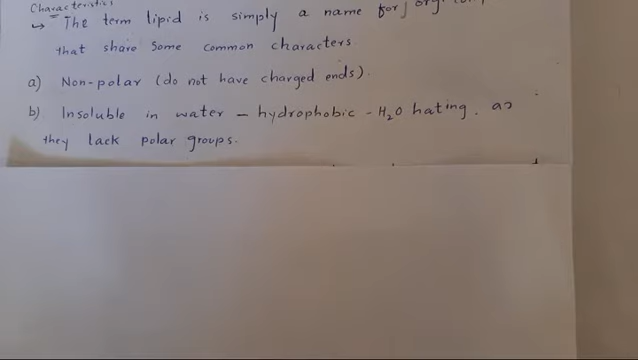 Characteristics
↳ The term lipid is simply a name for org.
that share some common characters.
a) Non-polar (do not have charged ends).
b) Insoluble in water – hydrophobic – H₂O hating. as
they lack polar groups.